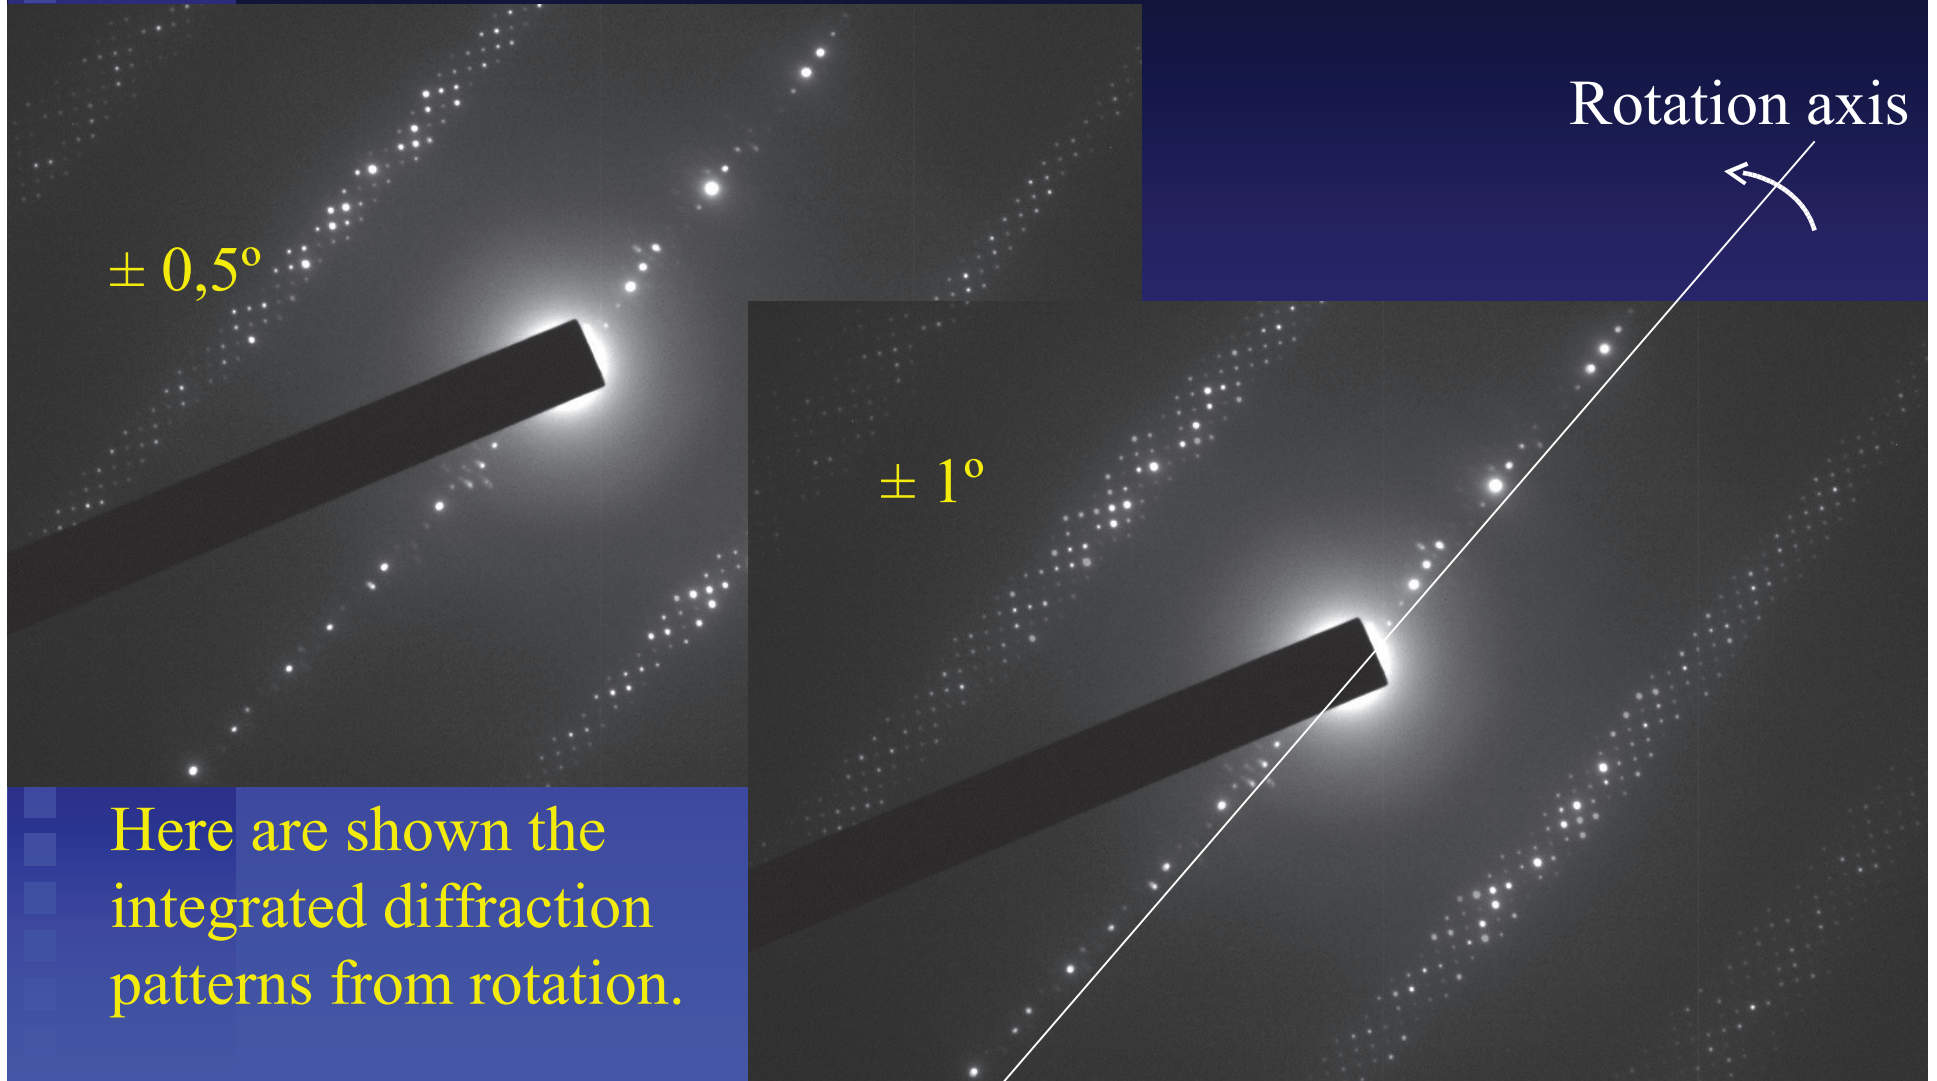 Rotation axis
± 0,5º
± 1º
Here are shown the
integrated diffraction
patterns from rotation.